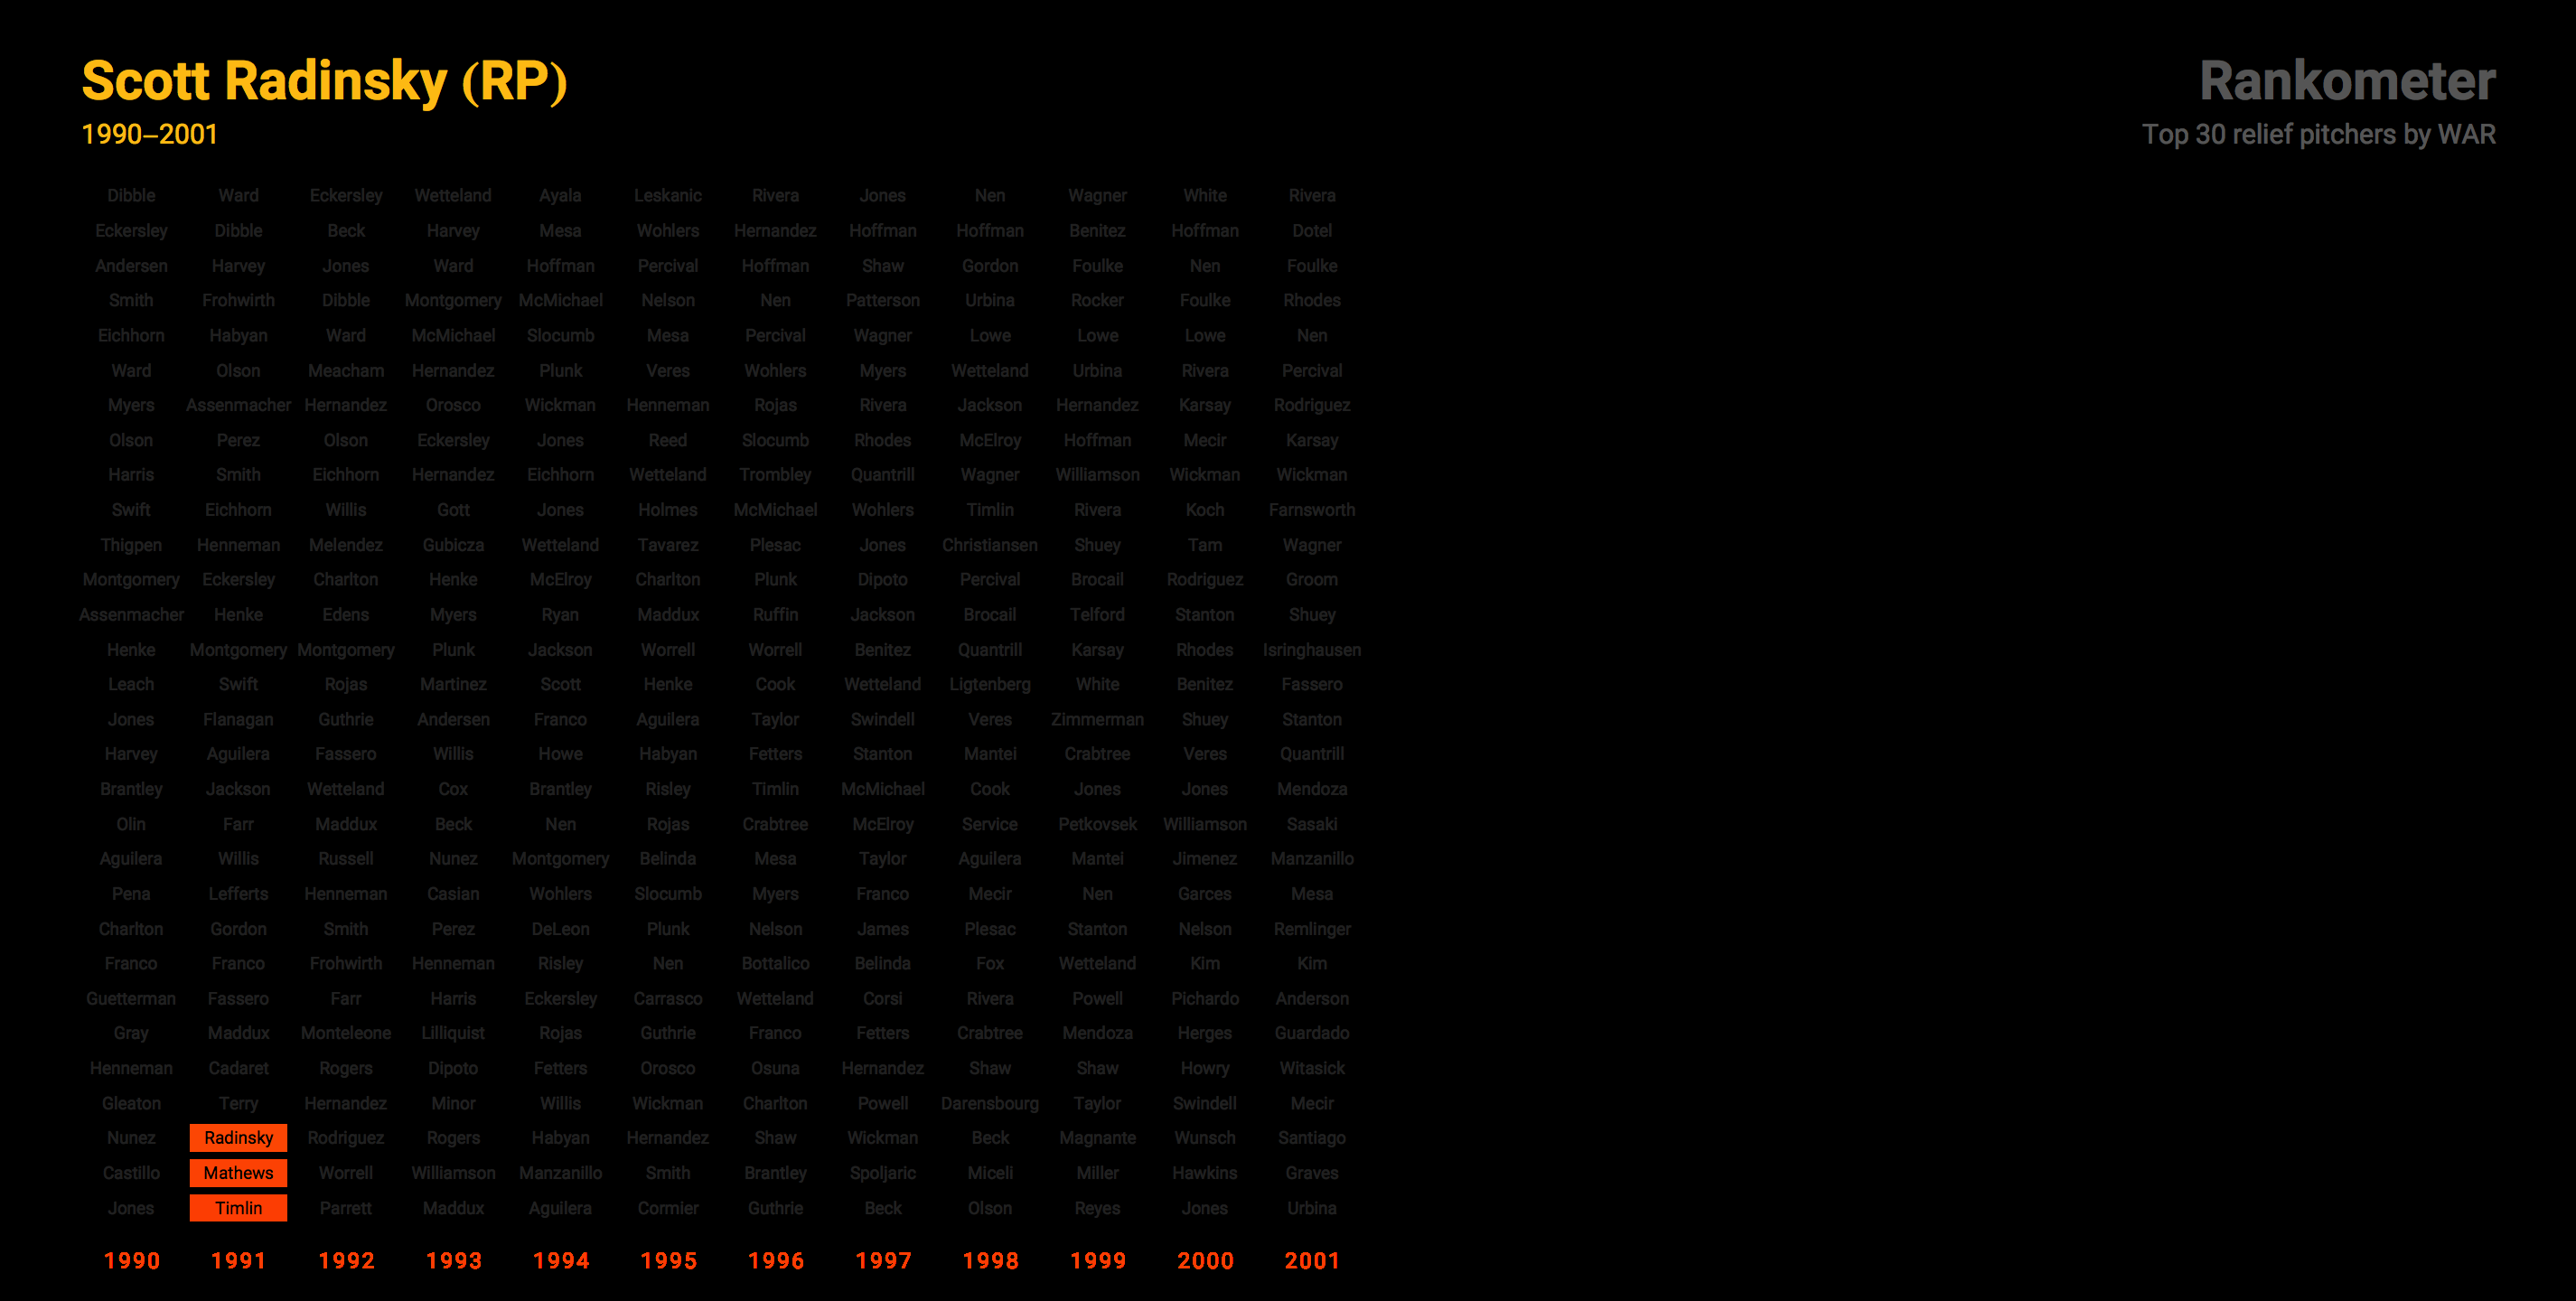 Scott Radinsky (RP)
1990–2001
Rankometer
Top 30 relief pitchers by WAR
Dibble Ward Eckersley Wetteland Ayala Leskanic Rivera Jones Nen Wagner White Rivera
Eckersley Dibble Beck Harvey Mesa Wohlers Hernandez Hoffman Hoffman Benitez Hoffman Dotel
Andersen Harvey Jones Ward Hoffman Percival Hoffman Shaw Gordon Foulke Nen Foulke
Smith Frohwirth Dibble Montgomery McMichael Nelson Nen Patterson Urbina Rocker Foulke Rhodes
Eichhorn Habyan Ward McMichael Slocumb Mesa Percival Wagner Lowe Lowe Lowe Nen
Ward Olson Meacham Hernandez Plunk Veres Wohlers Myers Wetteland Urbina Rivera Percival
Myers Assenmacher Hernandez Orosco Wickman Henneman Rojas Rivera Jackson Hernandez Karsay Rodriguez
Olson Perez Olson Eckersley Jones Reed Slocumb Rhodes McElroy Hoffman Mecir Karsay
Harris Smith Eichhorn Hernandez Eichhorn Wetteland Trombley Quantrill Wagner Williamson Wickman Wickman
Swift Eichhorn Willis Gott Jones Holmes McMichael Wohlers Timlin Rivera Koch Farnsworth
Thigpen Henneman Melendez Gubicza Wetteland Tavarez Plesac Jones Christiansen Shuey Tam Wagner
Montgomery Eckersley Charlton Henke McElroy Charlton Plunk Dipoto Percival Brocail Rodriguez Groom
Assenmacher Henke Edens Myers Ryan Maddux Ruffin Jackson Brocail Telford Stanton Shuey
Henke Montgomery Montgomery Plunk Jackson Worrell Worrell Benitez Quantrill Karsay Rhodes Isringhausen
Leach Swift Rojas Martinez Scott Henke Cook Wetteland Ligtenberg White Benitez Fassero
Jones Flanagan Guthrie Andersen Franco Aguilera Taylor Swindell Veres Zimmerman Shuey Stanton
Harvey Aguilera Fassero Willis Howe Habyan Fetters Stanton Mantei Crabtree Veres Quantrill
Brantley Jackson Wetteland Cox Brantley Risley Timlin McMichael Cook Jones Jones Mendoza
Olin Farr Maddux Beck Nen Rojas Crabtree McElroy Service Petkovsek Williamson Sasaki
Aguilera Willis Russell Nunez Montgomery Belinda Mesa Taylor Aguilera Mantei Jimenez Manzanillo
Pena Lefferts Henneman Casian Wohlers Slocumb Myers Franco Mecir Nen Garces Mesa
Charlton Gordon Smith Perez DeLeon Plunk Nelson James Plesac Stanton Nelson Remlinger
Franco Franco Frohwirth Henneman Risley Nen Bottalico Belinda Fox Wetteland Kim Kim
Guetterman Fassero Farr Harris Eckersley Carrasco Wetteland Corsi Rivera Powell Pichardo Anderson
Gray Maddux Monteleone Lilliquist Rojas Guthrie Franco Fetters Crabtree Mendoza Herges Guardado
Henneman Cadaret Rogers Dipoto Fetters Orosco Osuna Hernandez Shaw Shaw Howry Witasick
Gleaton Terry Hernandez Minor Willis Wickman Charlton Powell Darensbourg Taylor Swindell Mecir
Nunez Radinsky Rodriguez Rogers Habyan Hernandez Shaw Wickman Beck Magnante Wunsch Santiago
Castillo Mathews Worrell Williamson Manzanillo Smith Brantley Spoljaric Miceli Miller Hawkins Graves
Jones Timlin Parrett Maddux Aguilera Cormier Guthrie Beck Olson Reyes Jones Urbina
1990 1991 1992 1993 1994 1995 1996 1997 1998 1999 2000 2001